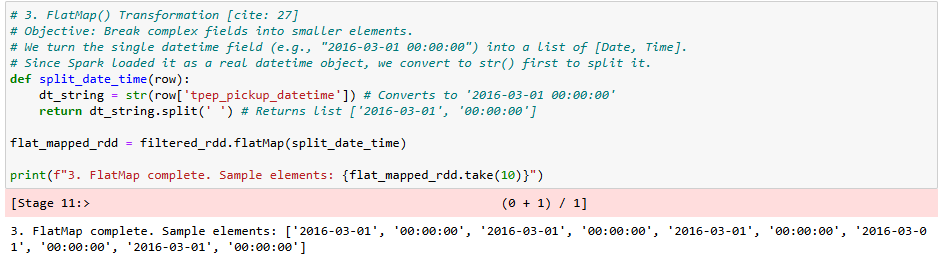 # 3. FlatMap() Transformation [cite: 27]
# Objective: Break complex fields into smaller elements.
# We turn the single datetime field (e.g., "2016-03-01 00:00:00") into a list of [Date, Time].
# Since Spark loaded it as a real datetime object, we convert to str() first to split it.
def split_date_time(row):
    dt_string = str(row['tpep_pickup_datetime']) # Converts to '2016-03-01 00:00:00'
    return dt_string.split(' ') # Returns list ['2016-03-01', '00:00:00']

flat_mapped_rdd = filtered_rdd.flatMap(split_date_time)

print(f"3. FlatMap complete. Sample elements: {flat_mapped_rdd.take(10)}")
[Stage 11:>                                                          (0 + 1) / 1]
3. FlatMap complete. Sample elements: ['2016-03-01', '00:00:00', '2016-03-01', '00:00:00', '2016-03-01', '00:00:00', '2016-03-0
1', '00:00:00', '2016-03-01', '00:00:00']